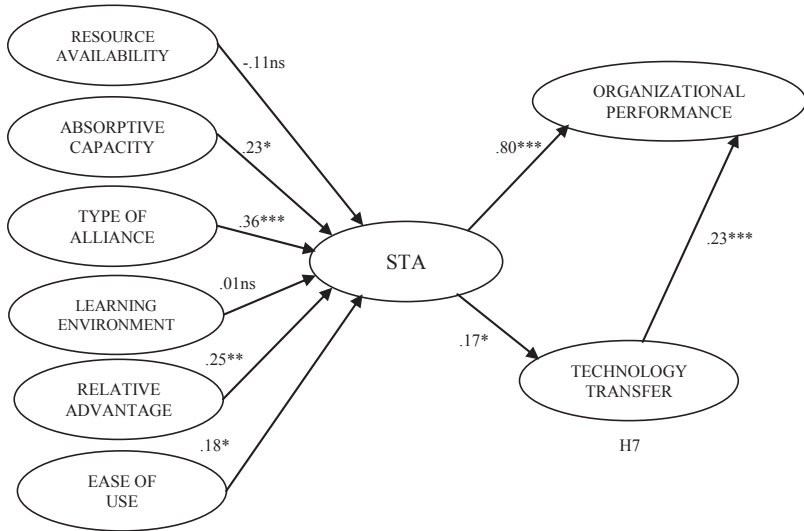 RESOURCE
AVAILABILITY
-.11ns
ABSORPTIVE
CAPACITY
.23*
TYPE OF
ALLIANCE
.36***
LEARNING
ENVIRONMENT
.01ns
RELATIVE
ADVANTAGE
.25**
EASE OF
USE
.18*
STA
.80***
ORGANIZATIONAL
PERFORMANCE
.17*
.23***
TECHNOLOGY
TRANSFER
H7